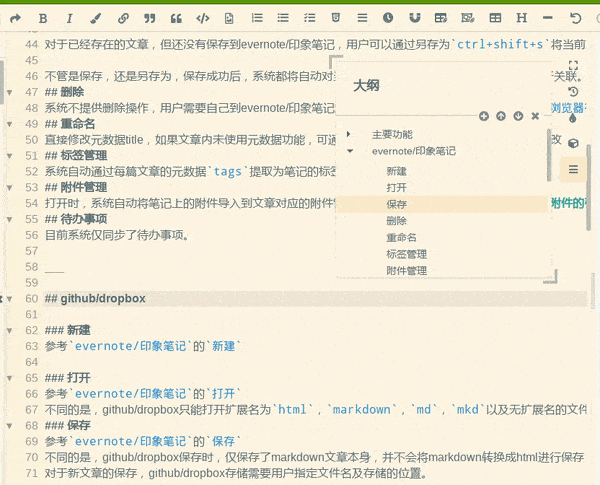 44 对于已经存在的文章，但还没有保存到evernote/印象笔记，用户可以通过另存为`ctrl+shift+s`将当前
45
46 不管是保存，还是另存为，保存成功后，系统都将自动对 关联。
47 ## 删除
48 系统不提供删除操作，用户需要自己到evernote/印象笔记 浏览器
49 ## 重命名
50 直接修改元数据title，如果文章内未使用元数据功能，可通 改
51 ## 标签管理
52 系统自动通过每篇文章的元数据`tags`提取为笔记的标签
53 ## 附件管理
54 打开时，系统自动将笔记上的附件导入到文章对应的附件 附件的
55 ## 待办事项
56 目前系统仅同步了待办事项。
57
58 ___
59
60 ## github/dropbox
61
62 ### 新建
63 参考`evernote/印象笔记`的`新建`
64
65 ### 打开
66 参考`evernote/印象笔记`的`打开`
67 不同的是，github/dropbox只能打开扩展名为`html`，`markdown`，`md`，`mkd`以及无扩展名的文件
68 ### 保存
69 参考`evernote/印象笔记`的`保存`
70 不同的是，github/dropbox保存时，仅保存了markdown文章本身，并不会将markdown转换成html进行保存
71 对于新文章的保存，github/dropbox存储需要用户指定文件名及存储的位置。
大纲
主要功能
evernote/印象笔记
新建
打开
保存
删除
重命名
标签管理
附件管理